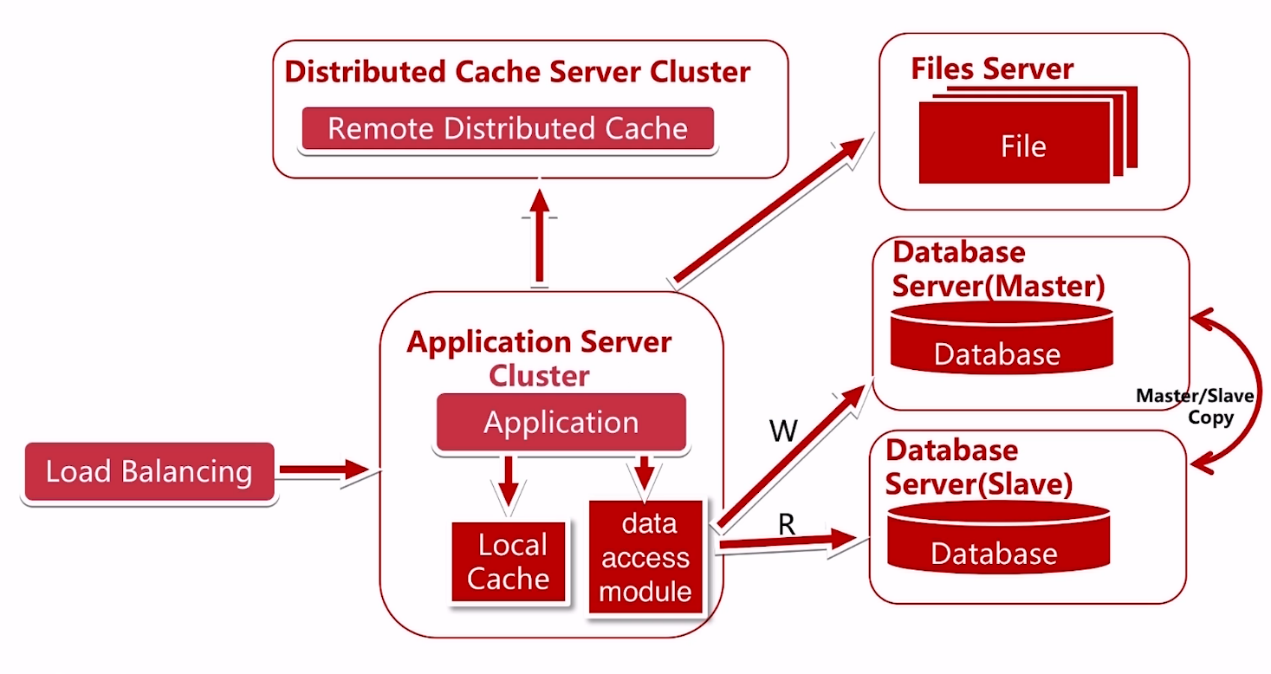 Distributed Cache Server Cluster
Remote Distributed Cache
Files Server
File
Database
Server(Master)
Database
Master/Slave
Copy
Application Server
Cluster
Application
Load Balancing
Local
Cache
data
access
module
W
R
Database
Server(Slave)
Database